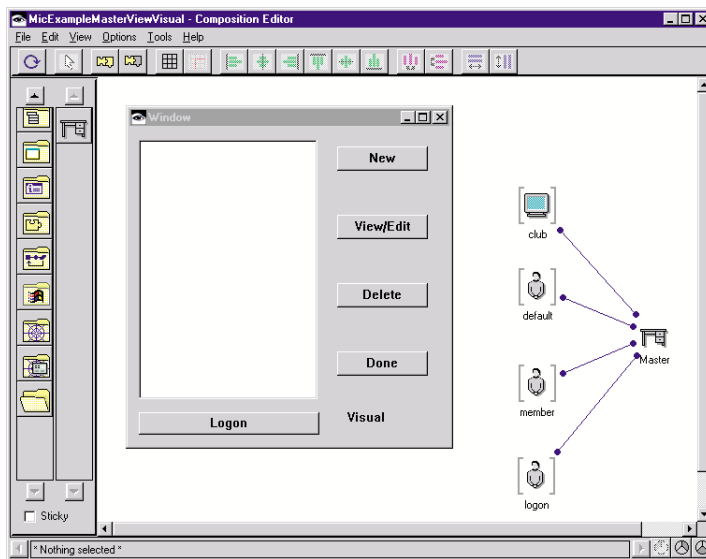 MicExampleMasterViewVisual - Composition Editor
File Edit View Options Tools Help
Window
New
View/Edit
Delete
Done
Logon
Visual
club
default
member
logon
Master
Sticky
* Nothing selected *